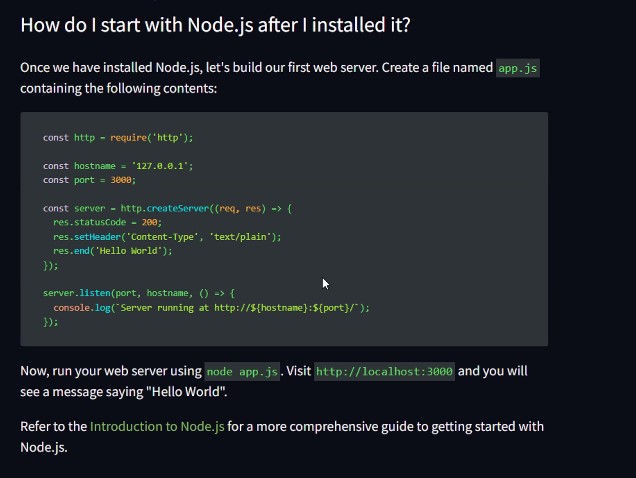 How do I start with Node.js after I installed it?
Once we have installed Node.js, let's build our first web server. Create a file named app.js
containing the following contents:
const http = require('http');
const hostname = '127.0.0.1';
const port = 3000;
const server = http.createServer((req, res) => {
  res.statusCode = 200;
  res.setHeader('Content-Type', 'text/plain');
  res.end('Hello World');
});
server.listen(port, hostname, () => {
  console.log(`Server running at http://${hostname}:${port}/`);
});
Now, run your web server using node app.js. Visit http://localhost:3000 and you will
see a message saying "Hello World".
Refer to the Introduction to Node.js for a more comprehensive guide to getting started with
Node.js.